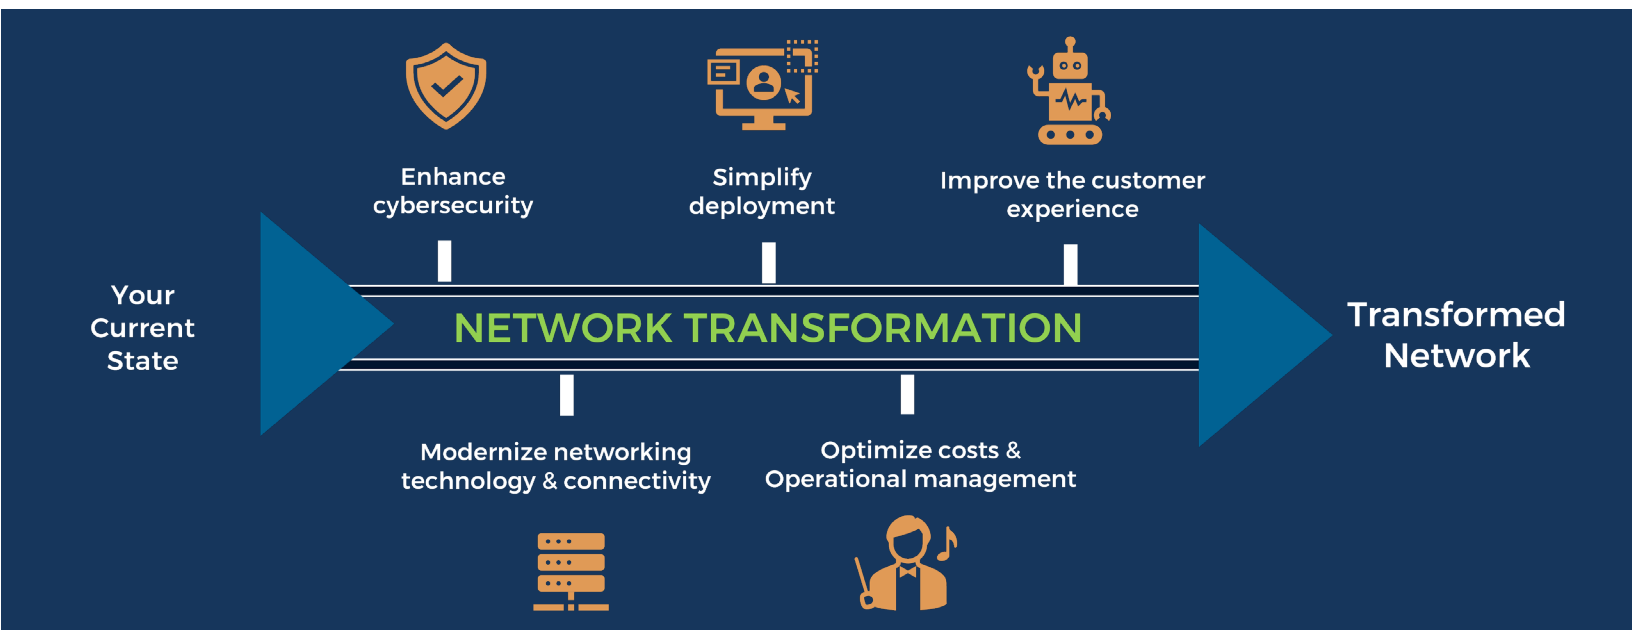 Enhance
cybersecurity
Simplify
deployment
Improve the customer
experience
Your
Current
State
NETWORK TRANSFORMATION
Transformed
Network
Modernize networking
technology & connectivity
Optimize costs &
Operational management